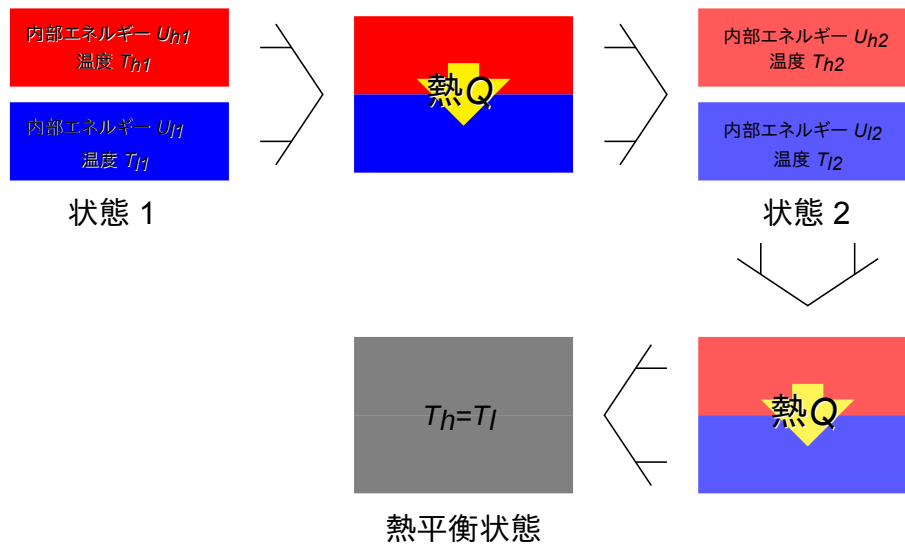 内部エネルギー Uh1
温度 Th1
内部エネルギー Ul1
温度 Tl1
状態 1
熱Q
内部エネルギー Uh2
温度 Th2
内部エネルギー Ul2
温度 Tl2
状態 2
熱Q
Th=Tl
熱平衡状態